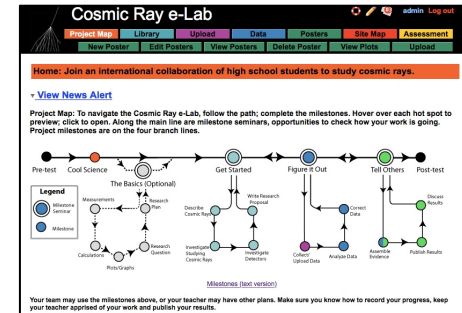 Cosmic Ray e-Lab
admin Log out
Project Map Library Upload Data Posters Site Map Assessment
New Poster Edit Posters View Posters Delete Poster View Plots Upload
Home: Join an international collaboration of high school students to study cosmic rays.
View News Alert
Project Map: To navigate the Cosmic Ray e-Lab, follow the path; complete the milestones. Hover over each hot spot to
preview; click to open. Along the main line are milestone seminars, opportunities to check how your work is going.
Project milestones are on the four branch lines.
Pre-test Cool Science The Basics (Optional) Get Started Figure it Out Tell Others Post-test
Legend
Milestone
Seminar
Milestone
Measurements
Research
Plan
Calculations
Research
Question
Plots/Graphs
Describe
Cosmic Rays
Write Research
Proposal
Investigate
Studying
Cosmic Rays
Investigate
Detectors
Correct
Data
Collect/
Upload Data
Analyze Data
Discuss
Results
Assemble
Evidence
Publish Results
Milestones (text version)
Your team may use the milestones above, or your teacher may have other plans. Make sure you know how to record your progress, keep
your teacher apprised of your work and publish your results.